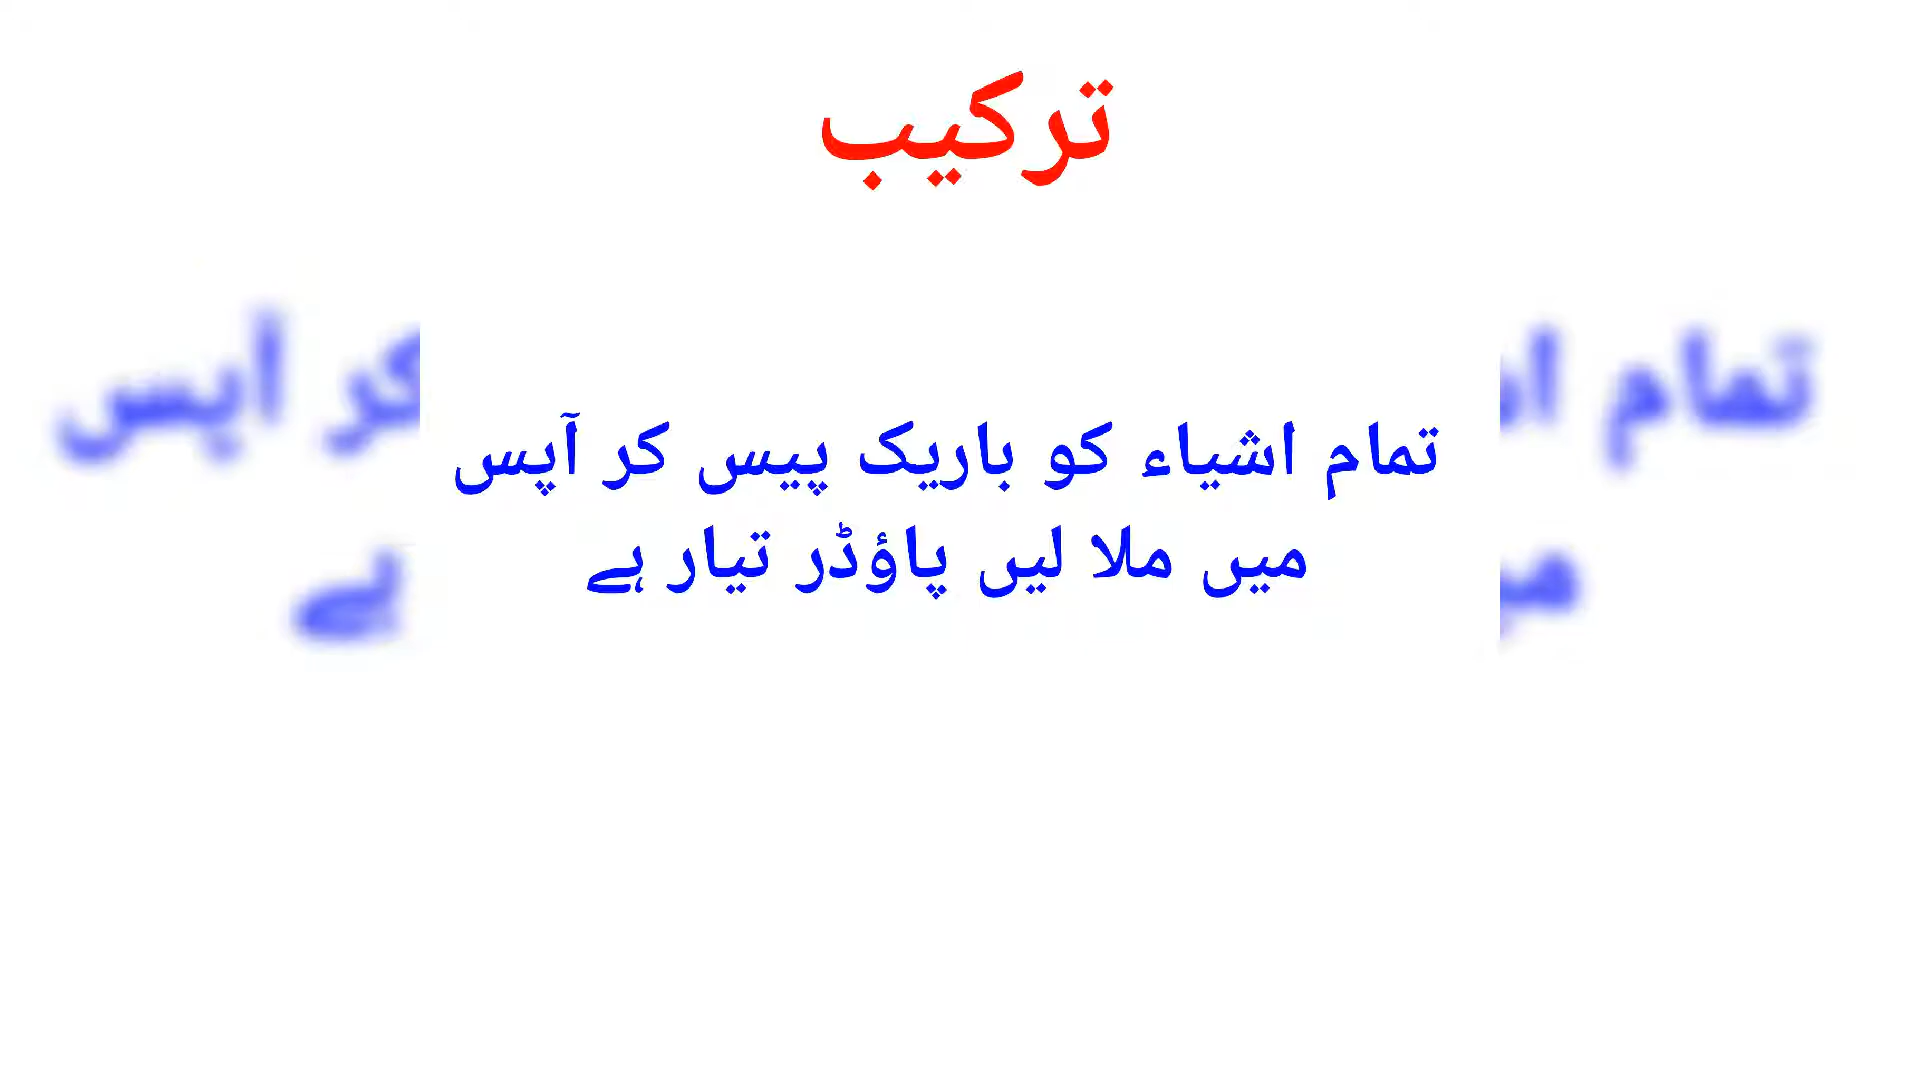 ترکیب
تمام اشیاء کو باریک پیس کر آپس
میں ملا لیں پاؤڈر تیار ہے